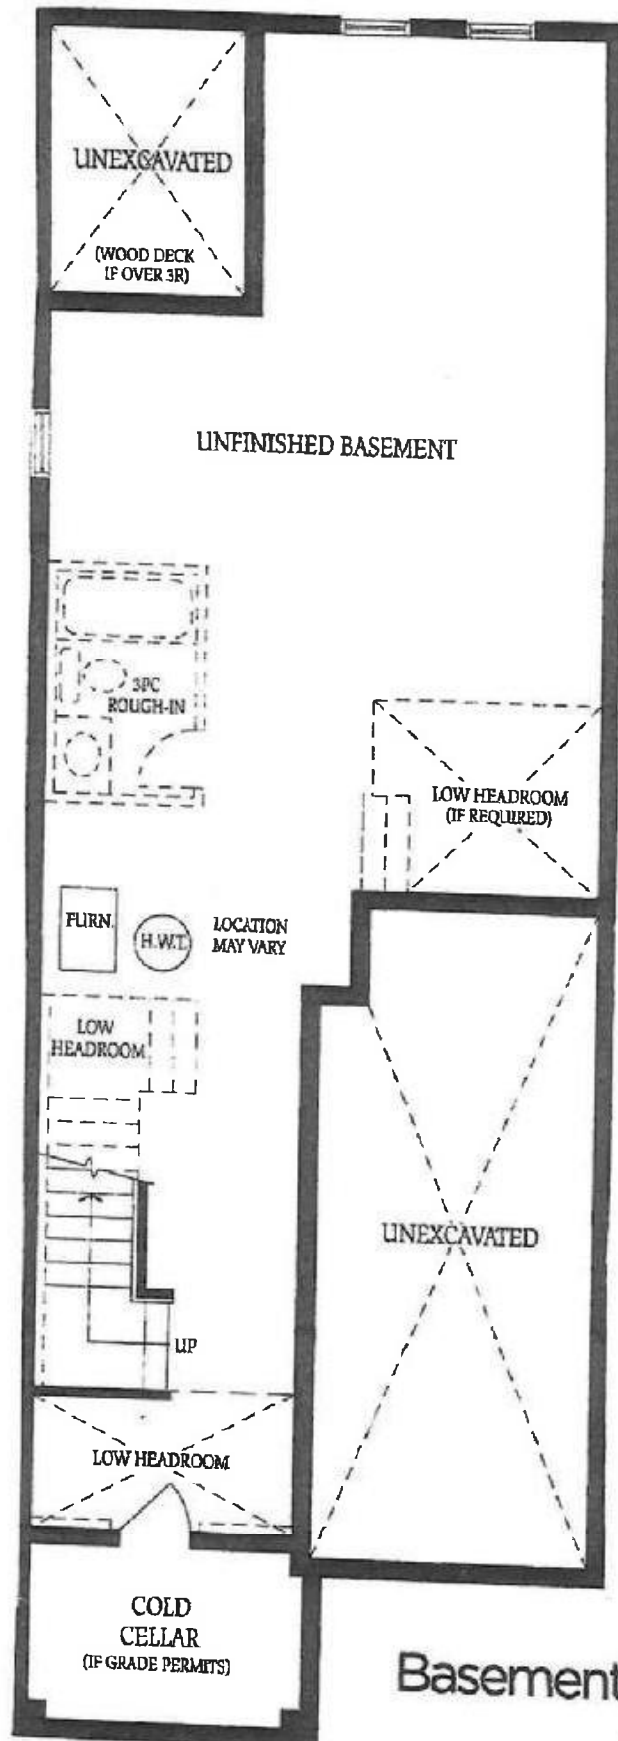 UNEXCAVATED
(WOOD DECK
IF OVER 3R)
UNFINISHED BASEMENT
3PC
ROUGH-IN
LOW HEADROOM
(IF REQUIRED)
FURN.
H.W.T.
LOCATION
MAY VARY
LOW
HEADROOM
UNEXCAVATED
UP
LOW HEADROOM
COLD
CELLAR
(IF GRADE PERMITS)
Basement